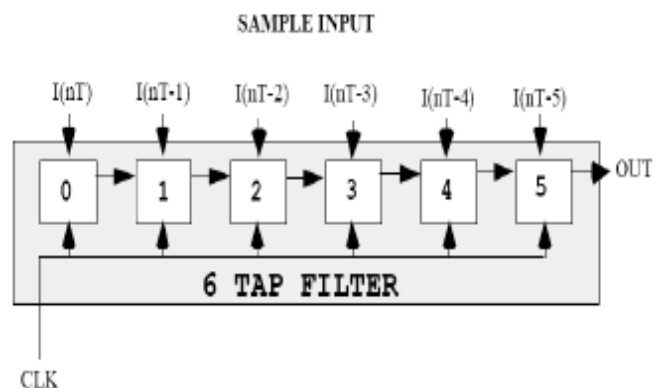 SAMPLE INPUT
I(nT) I(nT-1) I(nT-2) I(nT-3) I(nT-4) I(nT-5)
0 1 2 3 4 5 OUT
6 TAP FILTER
CLK